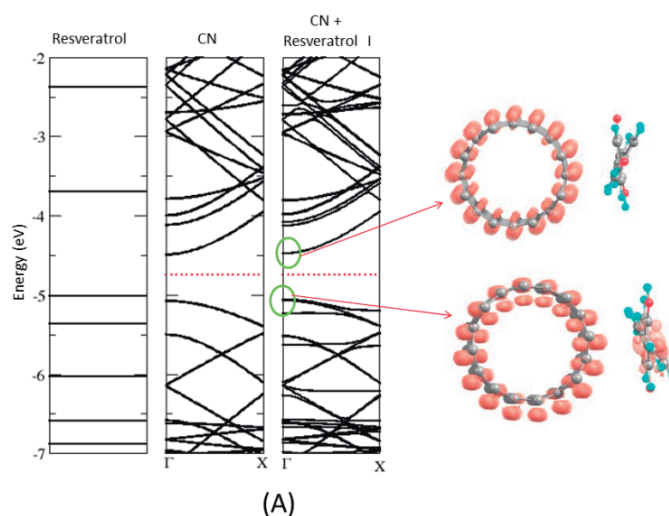 Resveratrol
CN
CN +
Resveratrol I
Energy (eV)
-2
-3
-4
-5
-6
-7
Γ
X
Γ
X
(A)